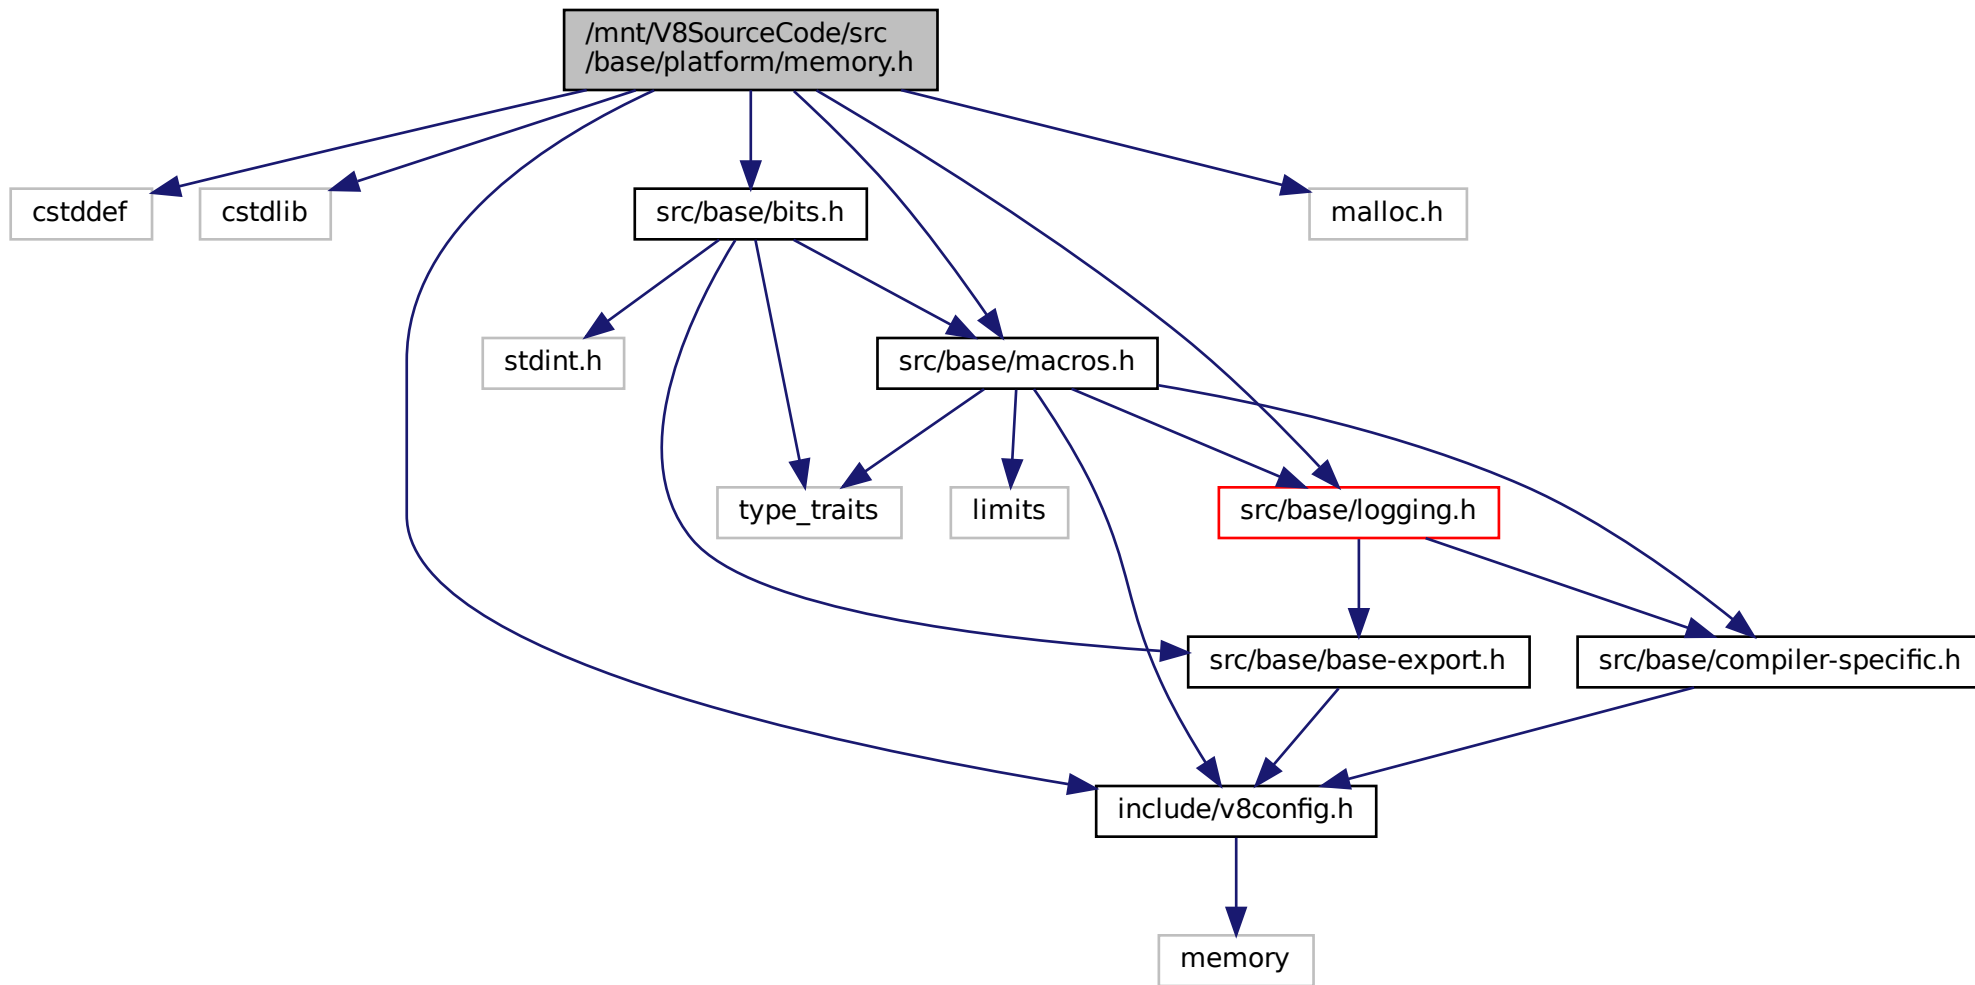 /mnt/V8SourceCode/src
/base/platform/memory.h
cstddef
cstdlib
src/base/bits.h
malloc.h
stdint.h
src/base/macros.h
type_traits
limits
src/base/logging.h
src/base/base-export.h
src/base/compiler-specific.h
include/v8config.h
memory